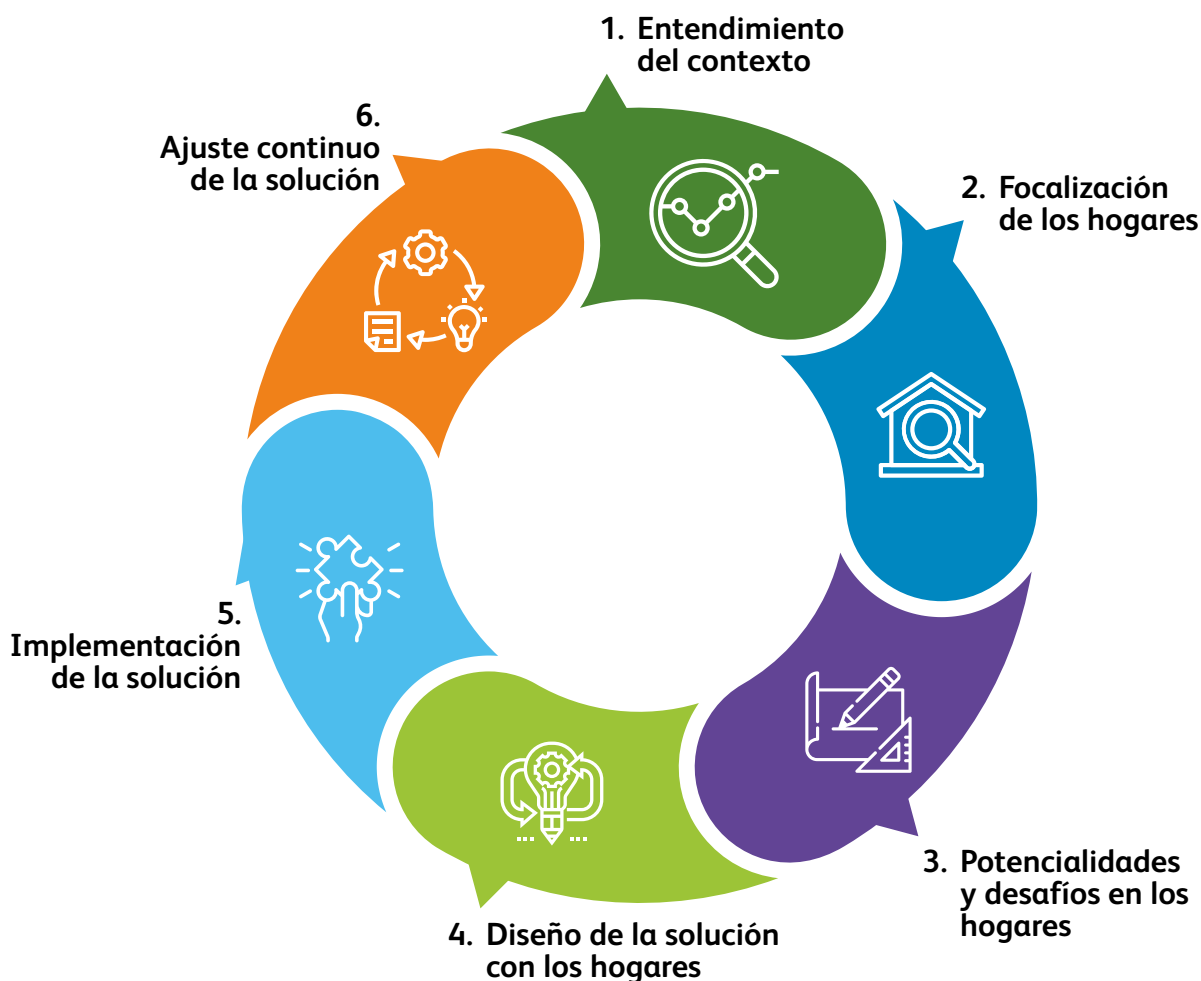 1. Entendimiento
del contexto
2. Focalización
de los hogares
3. Potencialidades
y desafíos en los
hogares
4. Diseño de la solución
con los hogares
5.
Implementación
de la solución
6.
Ajuste continuo
de la solución